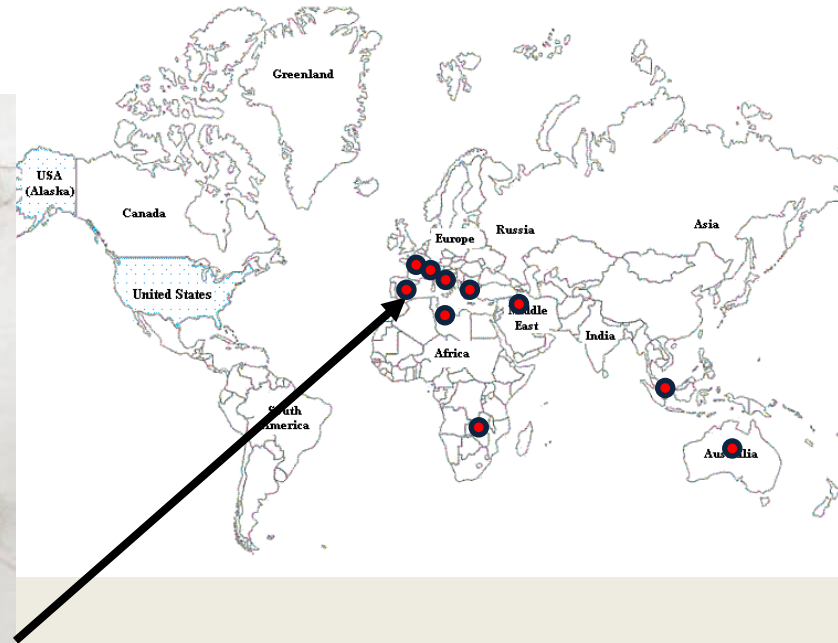 Greenland
USA
(Alaska)
Canada
Russia
Asia
Europe
United States
Middle
East
India
Africa
South
America
Australia